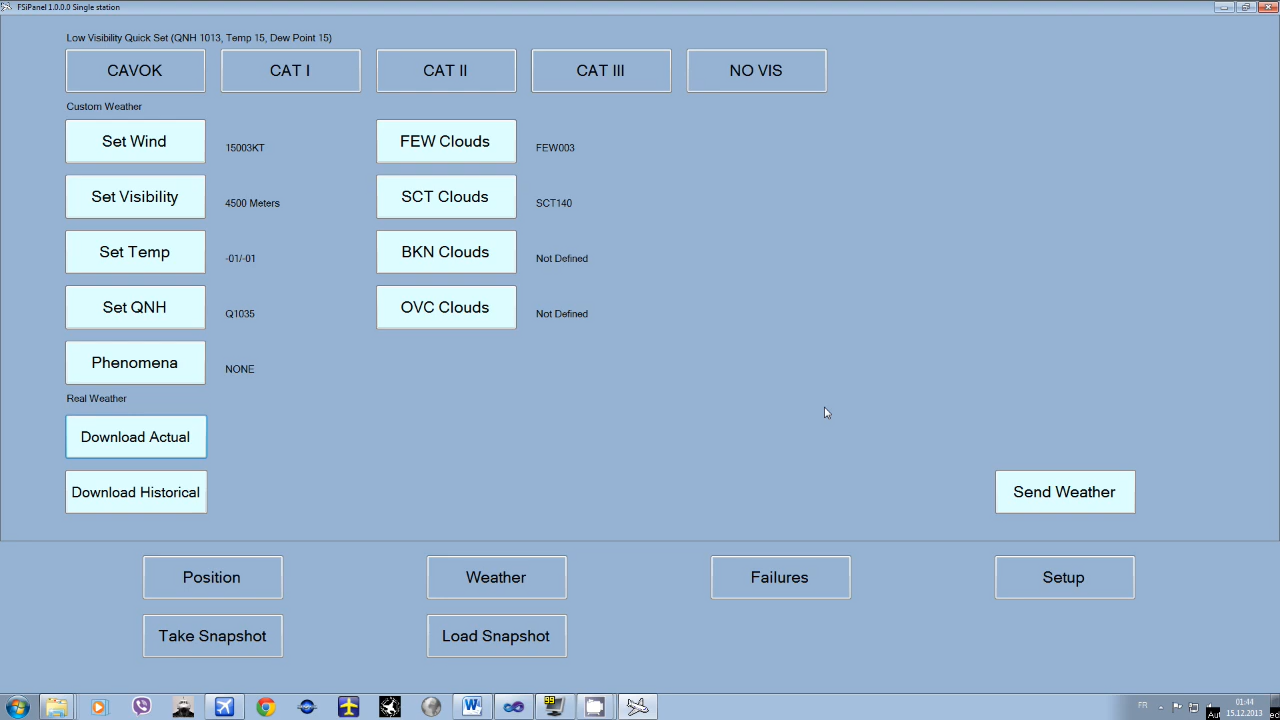 FSiPanel 1.0.0.0 Single station
Low Visibility Quick Set (QNH 1013, Temp 15, Dew Point 15)
CAVOK CAT I CAT II CAT III NO VIS
Custom Weather
Set Wind 15003KT FEW Clouds FEW003
Set Visibility 4500 Meters SCT Clouds SCT140
Set Temp -01/-01 BKN Clouds Not Defined
Set QNH Q1035 OVC Clouds Not Defined
Phenomena NONE
Real Weather
Download Actual
Download Historical Send Weather
Position Weather Failures Setup
Take Snapshot Load Snapshot
FR 01:44
15.12.2013